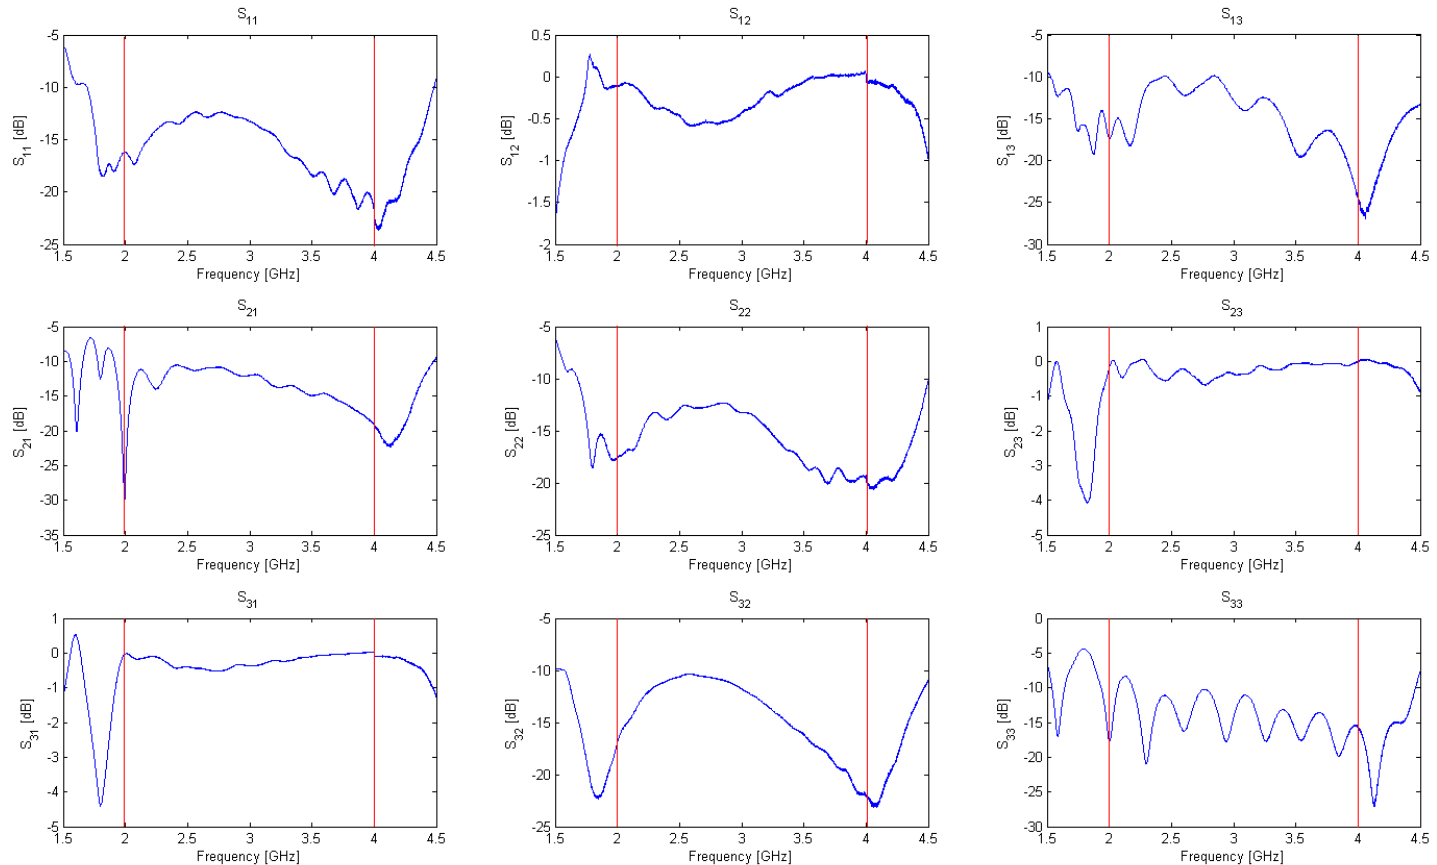 S11
-5
-10
-15
-20
-25
S11 [dB]
1.5 2 2.5 3 3.5 4 4.5
Frequency [GHz]
S12
0.5
0
-0.5
-1
-1.5
-2
S12 [dB]
1.5 2 2.5 3 3.5 4 4.5
Frequency [GHz]
S13
-5
-10
-15
-20
-25
-30
S13 [dB]
1.5 2 2.5 3 3.5 4 4.5
Frequency [GHz]
S21
-5
-10
-15
-20
-25
-30
-35
S21 [dB]
1.5 2 2.5 3 3.5 4 4.5
Frequency [GHz]
S22
-5
-10
-15
-20
-25
S22 [dB]
1.5 2 2.5 3 3.5 4 4.5
Frequency [GHz]
S23
1
0
-1
-2
-3
-4
-5
S23 [dB]
1.5 2 2.5 3 3.5 4 4.5
Frequency [GHz]
S31
1
0
-1
-2
-3
-4
-5
S31 [dB]
1.5 2 2.5 3 3.5 4 4.5
Frequency [GHz]
S32
-5
-10
-15
-20
-25
S32 [dB]
1.5 2 2.5 3 3.5 4 4.5
Frequency [GHz]
S33
0
-5
-10
-15
-20
-25
-30
S33 [dB]
1.5 2 2.5 3 3.5 4 4.5
Frequency [GHz]